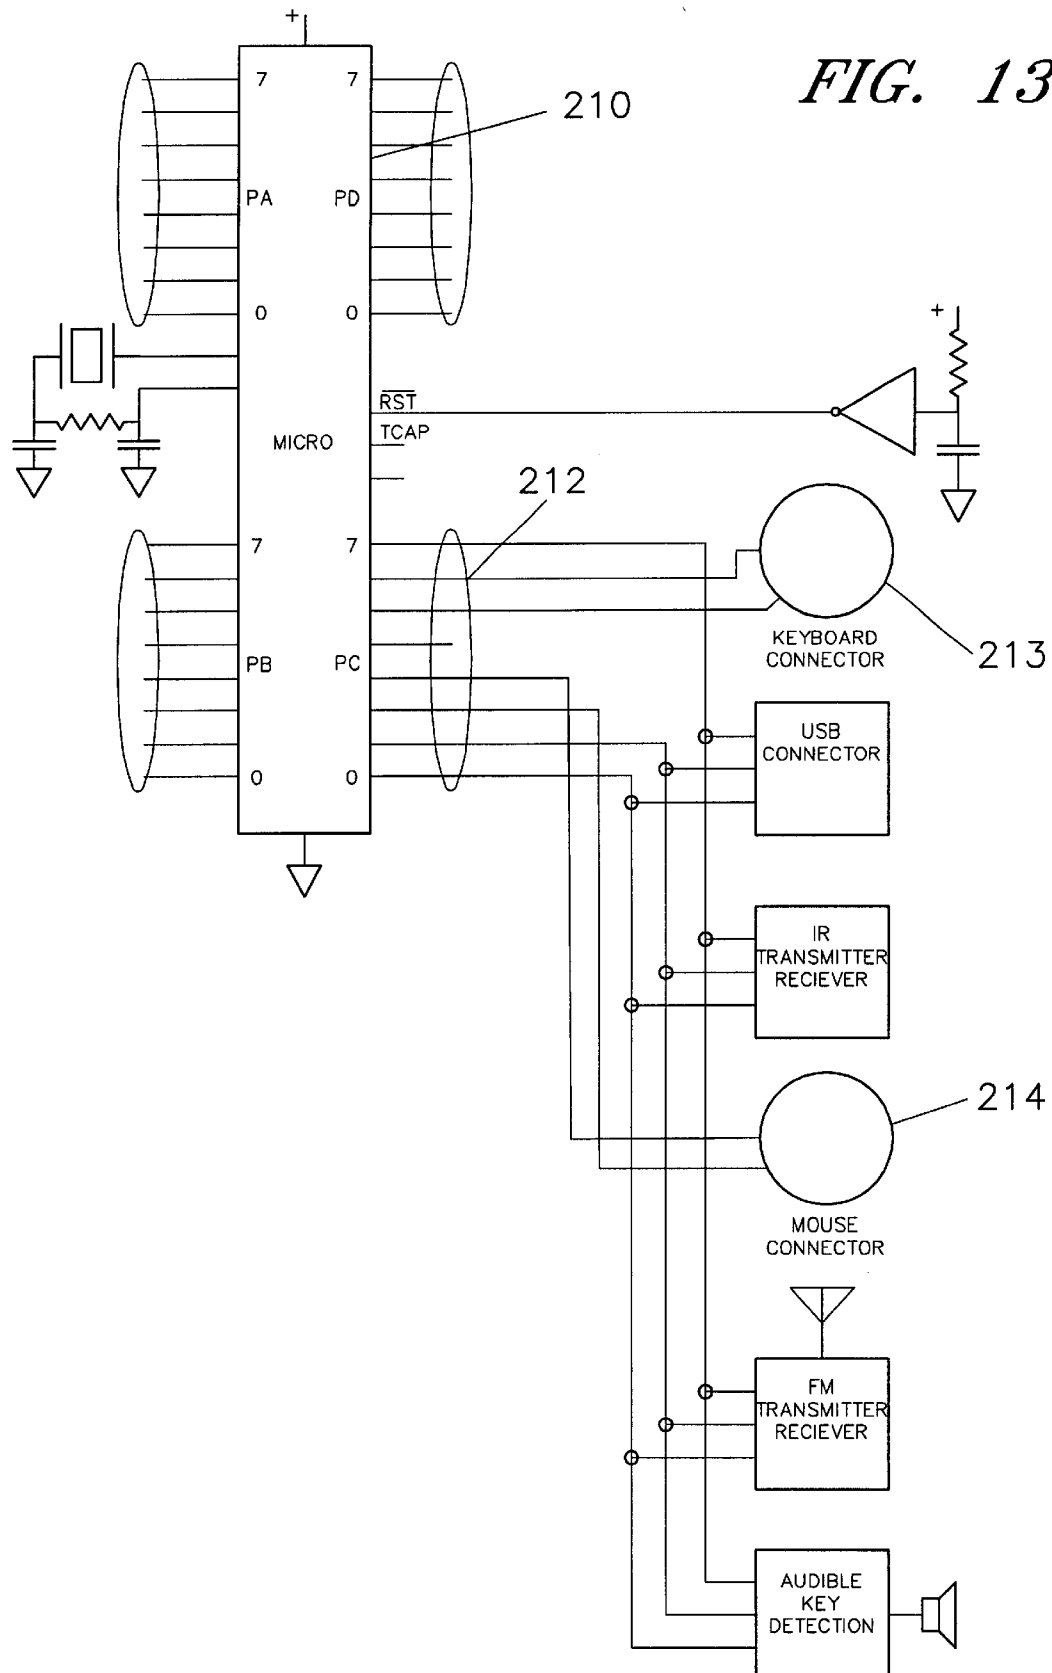 FIG. 13
+
7 7
210
PA PD
0 0
+
RST
TCAP
MICRO
212
7 7
KEYBOARD
CONNECTOR
213
PB PC
USB
CONNECTOR
0 0
IR
TRANSMITTER
RECIEVER
214
MOUSE
CONNECTOR
FM
TRANSMITTER
RECIEVER
AUDIBLE
KEY
DETECTION